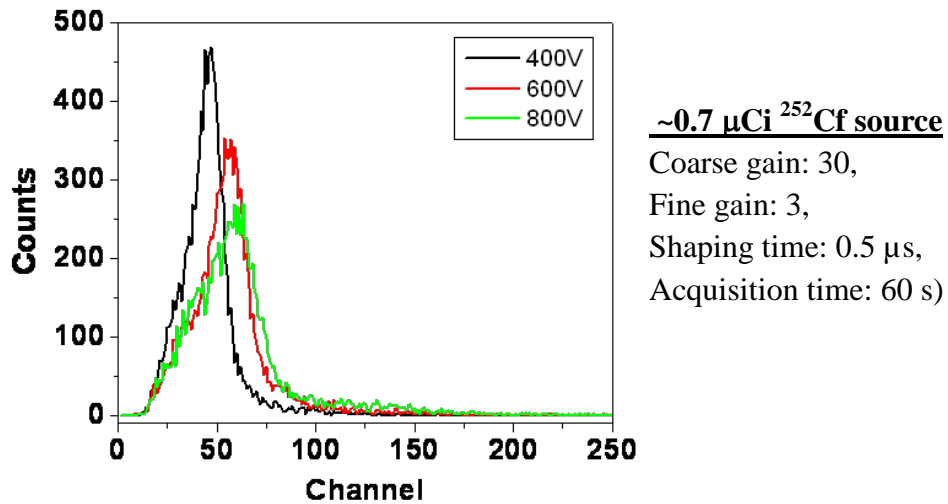 500
400
300
200
100
0
Counts
0 50 100 150 200 250
Channel
400V
600V
800V
~0.7 µCi ²⁵²Cf source
Coarse gain: 30,
Fine gain: 3,
Shaping time: 0.5 µs,
Acquisition time: 60 s)